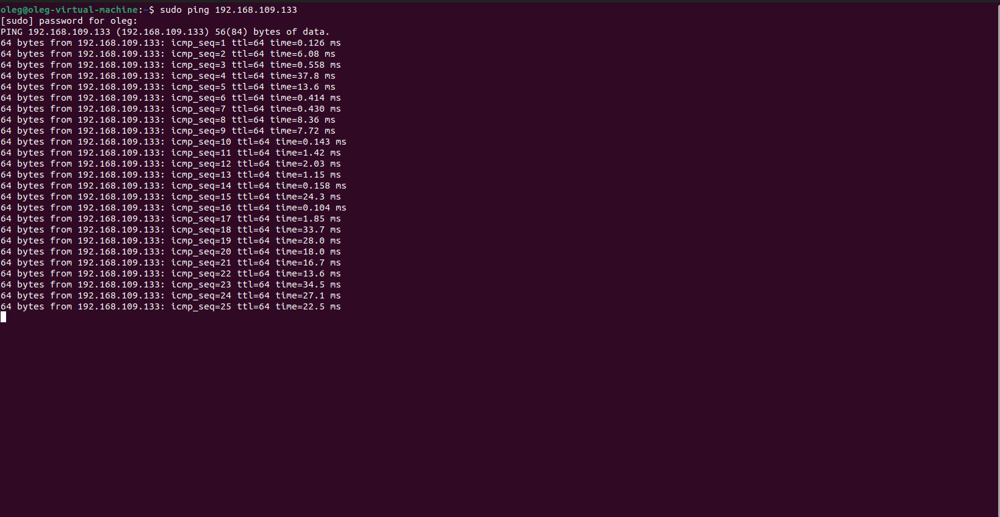 oleg@oleg-virtual-machine:~$ sudo ping 192.168.109.133
[sudo] password for oleg:
PING 192.168.109.133 (192.168.109.133) 56(84) bytes of data.
64 bytes from 192.168.109.133: icmp_seq=1 ttl=64 time=0.126 ms
64 bytes from 192.168.109.133: icmp_seq=2 ttl=64 time=6.08 ms
64 bytes from 192.168.109.133: icmp_seq=3 ttl=64 time=0.558 ms
64 bytes from 192.168.109.133: icmp_seq=4 ttl=64 time=37.8 ms
64 bytes from 192.168.109.133: icmp_seq=5 ttl=64 time=13.6 ms
64 bytes from 192.168.109.133: icmp_seq=6 ttl=64 time=0.414 ms
64 bytes from 192.168.109.133: icmp_seq=7 ttl=64 time=0.430 ms
64 bytes from 192.168.109.133: icmp_seq=8 ttl=64 time=8.36 ms
64 bytes from 192.168.109.133: icmp_seq=9 ttl=64 time=7.72 ms
64 bytes from 192.168.109.133: icmp_seq=10 ttl=64 time=0.143 ms
64 bytes from 192.168.109.133: icmp_seq=11 ttl=64 time=1.42 ms
64 bytes from 192.168.109.133: icmp_seq=12 ttl=64 time=2.03 ms
64 bytes from 192.168.109.133: icmp_seq=13 ttl=64 time=1.15 ms
64 bytes from 192.168.109.133: icmp_seq=14 ttl=64 time=0.158 ms
64 bytes from 192.168.109.133: icmp_seq=15 ttl=64 time=24.3 ms
64 bytes from 192.168.109.133: icmp_seq=16 ttl=64 time=0.104 ms
64 bytes from 192.168.109.133: icmp_seq=17 ttl=64 time=1.85 ms
64 bytes from 192.168.109.133: icmp_seq=18 ttl=64 time=33.7 ms
64 bytes from 192.168.109.133: icmp_seq=19 ttl=64 time=28.0 ms
64 bytes from 192.168.109.133: icmp_seq=20 ttl=64 time=18.0 ms
64 bytes from 192.168.109.133: icmp_seq=21 ttl=64 time=16.7 ms
64 bytes from 192.168.109.133: icmp_seq=22 ttl=64 time=13.6 ms
64 bytes from 192.168.109.133: icmp_seq=23 ttl=64 time=34.5 ms
64 bytes from 192.168.109.133: icmp_seq=24 ttl=64 time=27.1 ms
64 bytes from 192.168.109.133: icmp_seq=25 ttl=64 time=22.5 ms